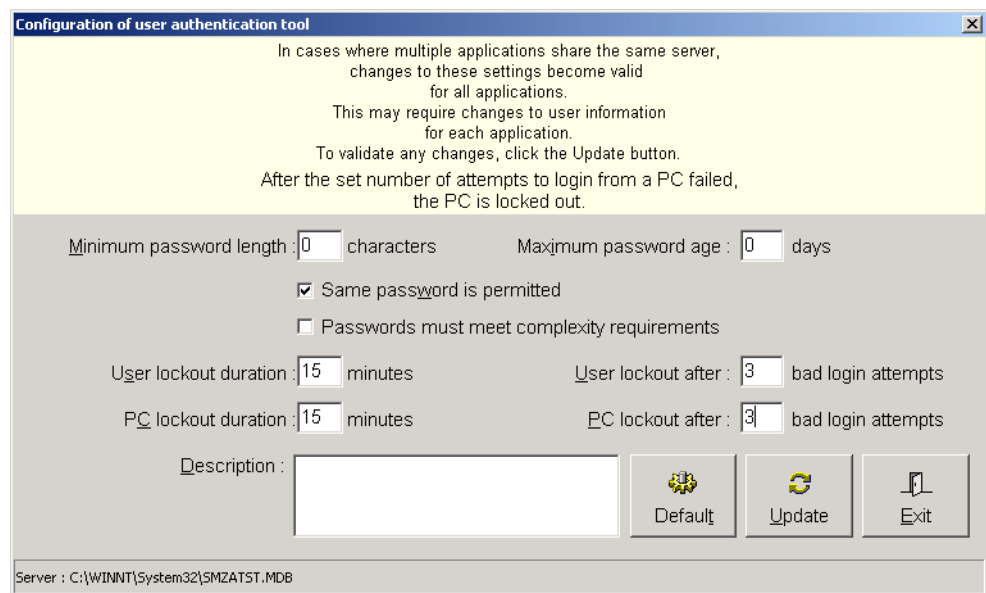 Configuration of user authentication tool
In cases where multiple applications share the same server,
changes to these settings become valid
for all applications.
This may require changes to user information
for each application.
To validate any changes, click the Update button.
After the set number of attempts to login from a PC failed,
the PC is locked out.
Minimum password length : 0 characters Maximum password age : 0 days
Same password is permitted
Passwords must meet complexity requirements
User lockout duration : 15 minutes User lockout after : 3 bad login attempts
PC lockout duration : 15 minutes PC lockout after : 3 bad login attempts
Description :
Default Update Exit
Server : C:\WINNT\System32\SMZATST.MDB